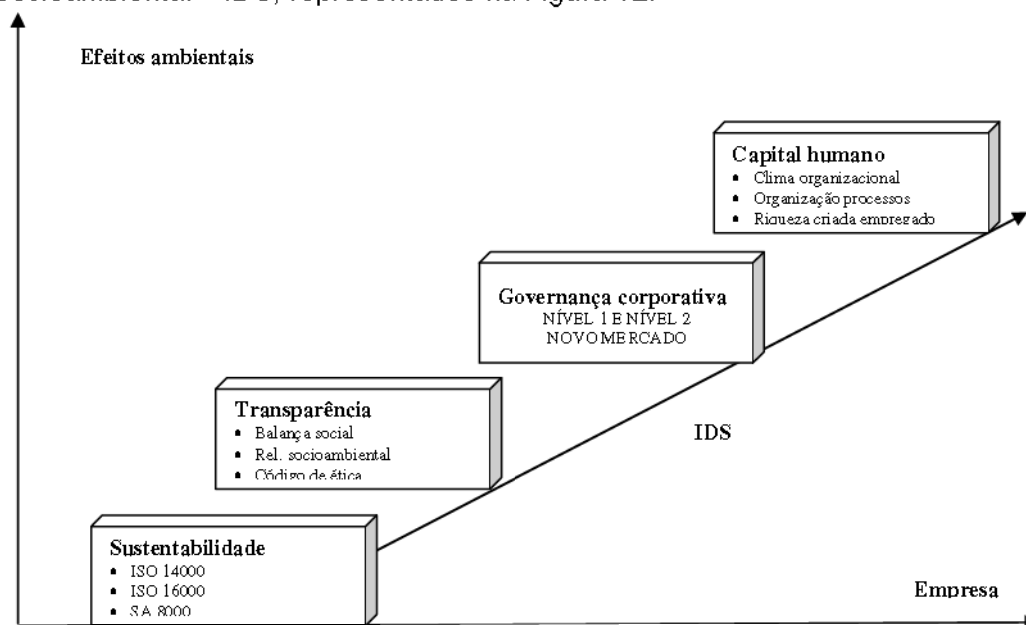 Efeitos ambientais
Capital humano
• Clima organizacional
• Organização processos
• Riqueza criada empregado
Governança corporativa
NÍVEL 1 E NÍVEL 2
NOVO MERCADO
Transparência
• Balança social
• Rel. socioambiental
• Código de ética
IDS
Sustentabilidade
• ISO 14000
• ISO 16000
• SA 8000
Empresa